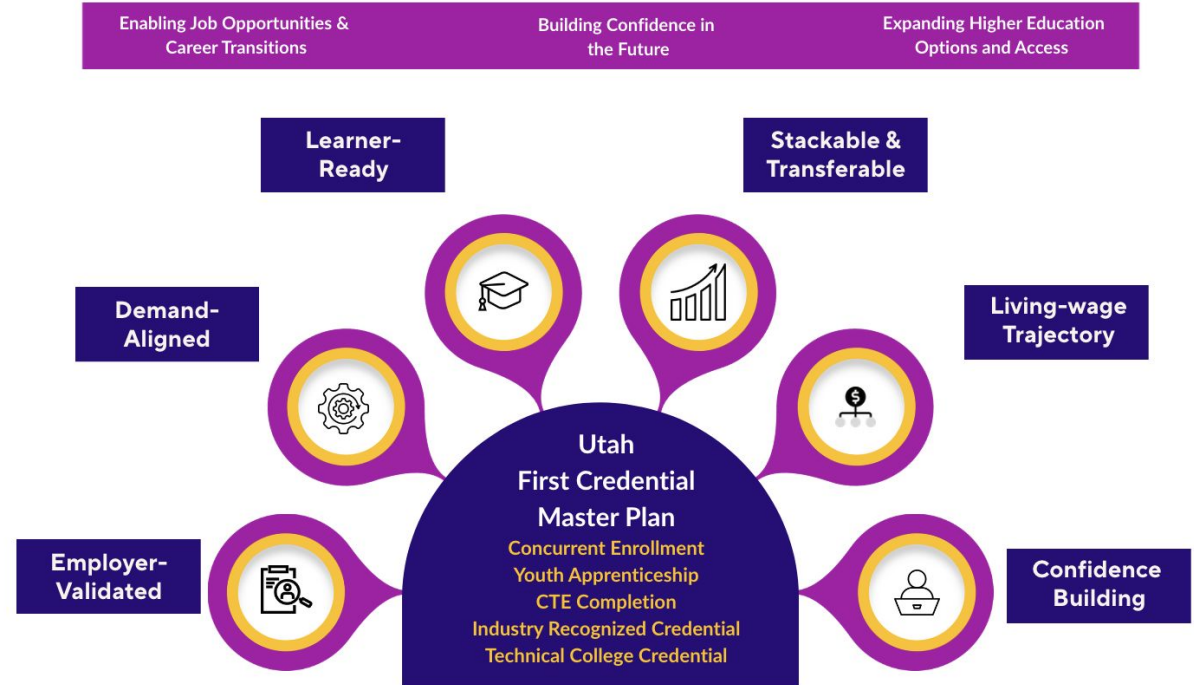 Enabling Job Opportunities &
Career Transitions
Building Confidence in
the Future
Expanding Higher Education
Options and Access
Learner-
Ready
Stackable &
Transferable
Demand-
Aligned
Living-wage
Trajectory
Employer-
Validated
Confidence
Building
Utah
First Credential
Master Plan
Concurrent Enrollment
Youth Apprenticeship
CTE Completion
Industry Recognized Credential
Technical College Credential
$